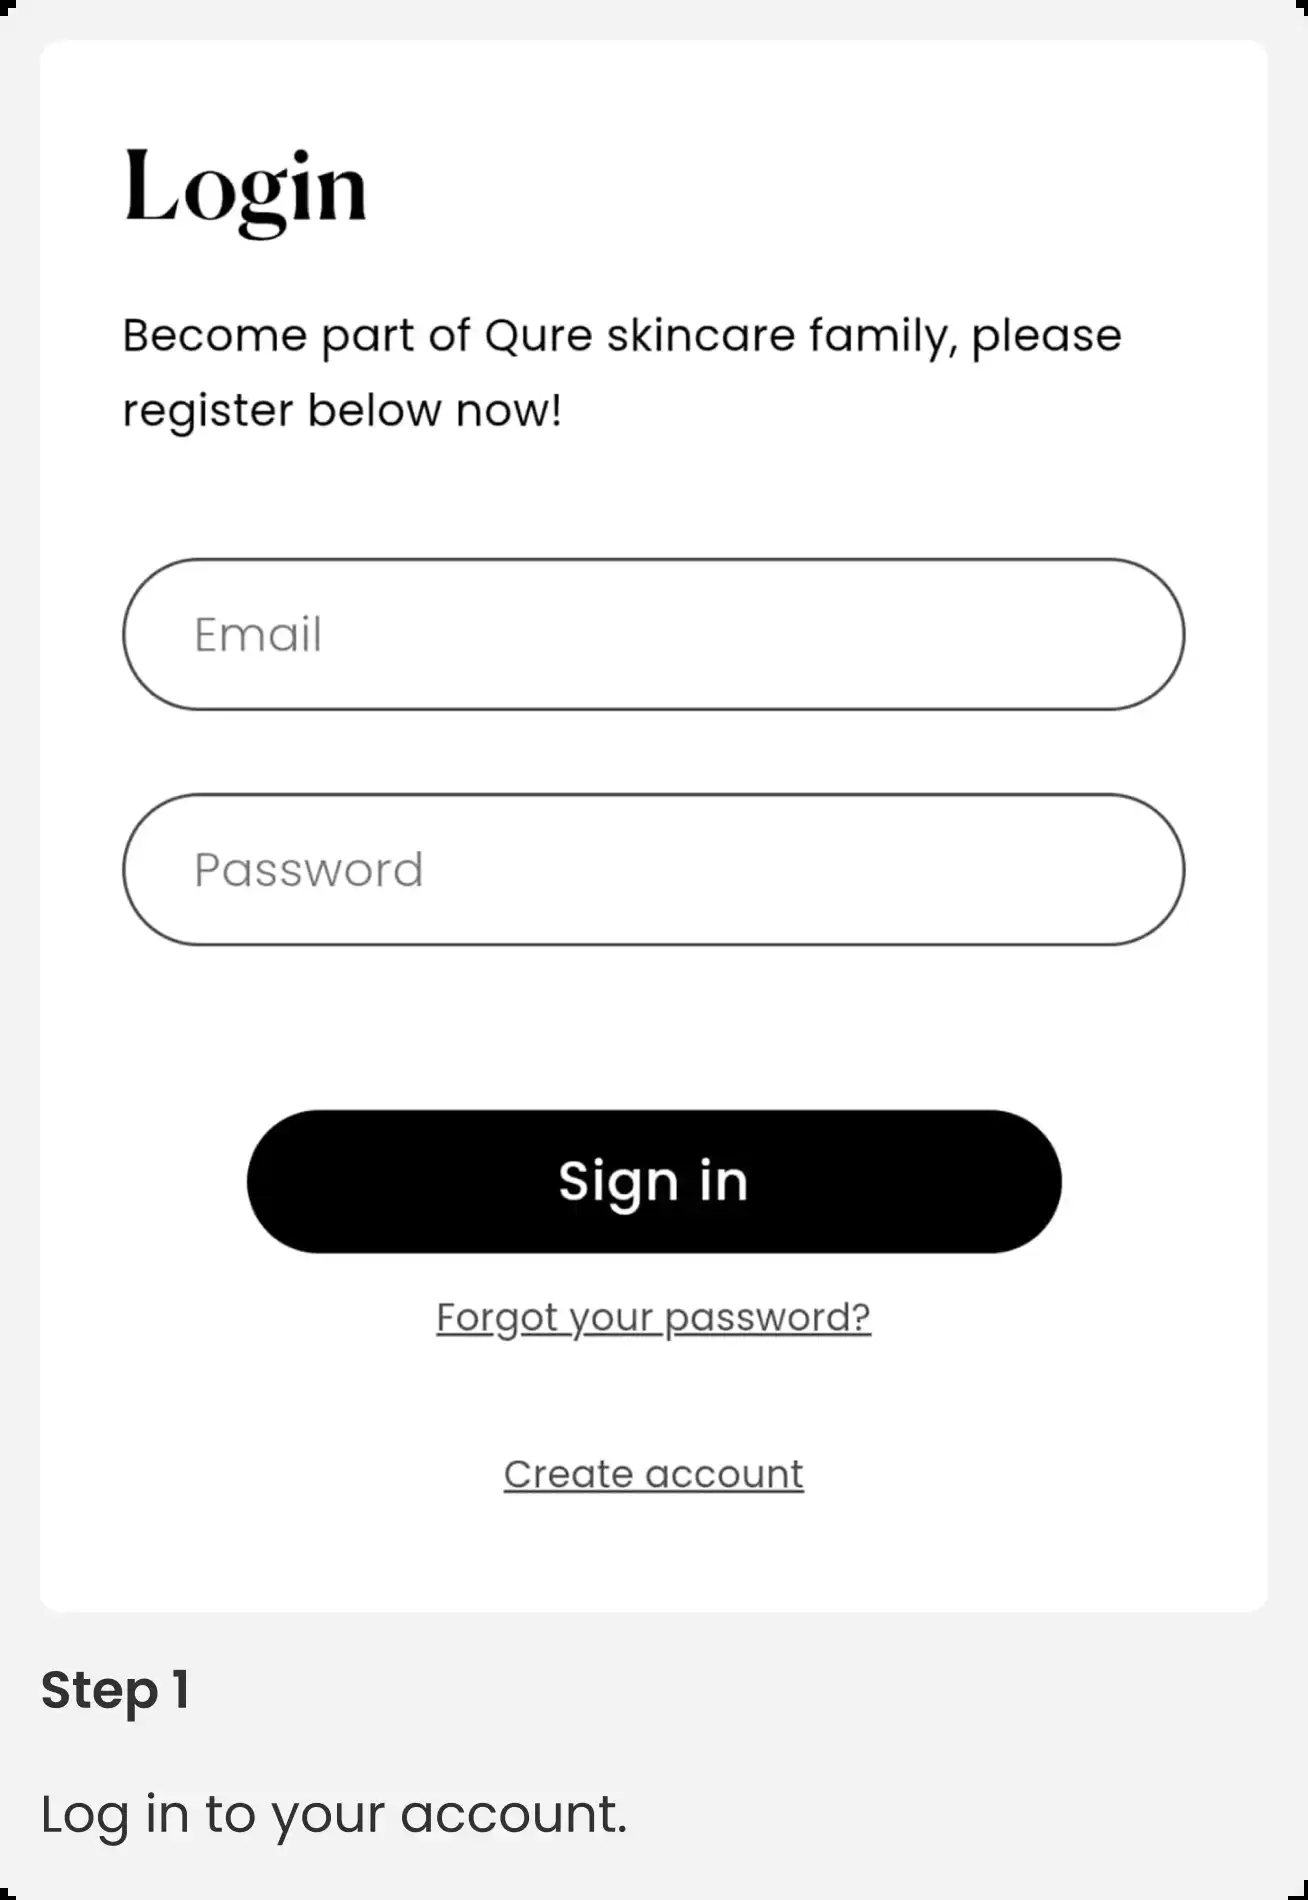 Login
Become part of Qure skincare family, please
register below now!
Email
Password
Sign in
Forgot your password?
Create account
Step 1
Log in to your account.